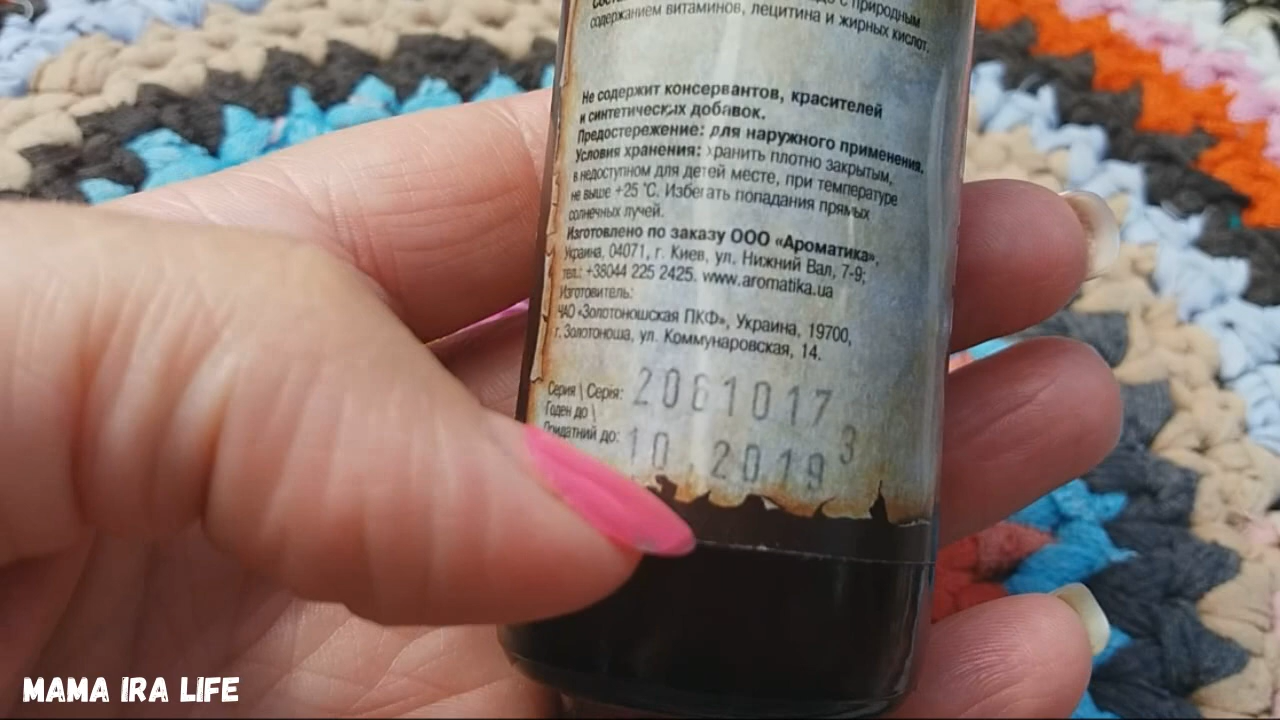 с природным
содержанием витаминов, лецитина и жирных кислот.
Не содержит консервантов, красителей
и синтетических добавок.
Предостережение: для наружного применения.
Условия хранения: хранить плотно закрытым,
в недоступном для детей месте, при температуре
не выше +25 °С. Избегать попадания прямых
солнечных лучей.
Изготовлено по заказу ООО «Ароматика»,
Украина, 04071, г. Киев, ул. Нижний Вал, 7-9;
тел.: +38044 225 2425. www.aromatika.ua
Изготовитель:
ЧАО «Золотоношская ПКФ», Украина, 19700,
г. Золотоноша, ул. Коммунаровская, 14.
Серия \ Серія: 2061017
Годен до \
Придатний до: 10.2019 3
MAMA IRA LIFE